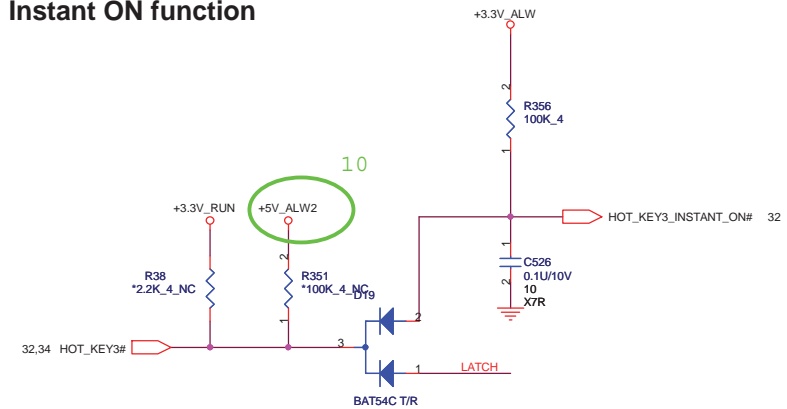 Instant ON function
+3.3V_ALW
2
R356
100K_4
1
10
+3.3V_RUN
+5V_ALW2
HOT_KEY3_INSTANT_ON# 32
2
R38
*2.2K_4_NC
R351
*100K_4_NC
1
D19
2
1
C526
0.1U/10V
2
10
X7R
32,34 HOT_KEY3#
3
1
LATCH
BAT54C T/R